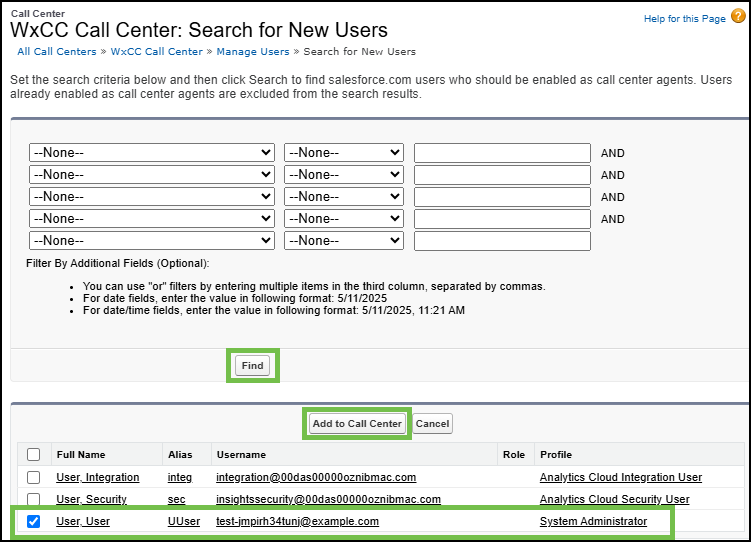 Call Center
WxCC Call Center: Search for New Users
Help for this Page ?
All Call Centers » WxCC Call Center » Manage Users » Search for New Users
Set the search criteria below and then click Search to find salesforce.com users who should be enabled as call center agents. Users
already enabled as call center agents are excluded from the search results.
--None-- --None-- AND
--None-- --None-- AND
--None-- --None-- AND
--None-- --None-- AND
--None-- --None--
Filter By Additional Fields (Optional):
• You can use "or" filters by entering multiple items in the third column, separated by commas.
• For date fields, enter the value in following format: 5/11/2025
• For date/time fields, enter the value in following format: 5/11/2025, 11:21 AM
Find
Add to Call Center Cancel
Full Name Alias Username Role Profile
User, Integration integ integration@00das00000oznibmac.com Analytics Cloud Integration User
User, Security sec insightssecurity@00das00000oznibmac.com Analytics Cloud Security User
User, User UUser test-jmpirh34tunj@example.com System Administrator